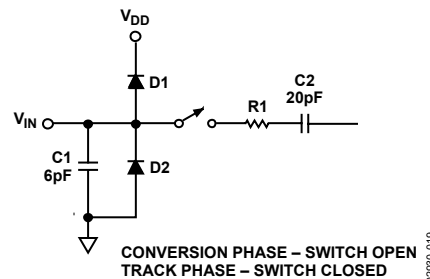 VDD
D1
C2
20pF
R1
VIN
C1
6pF
D2
CONVERSION PHASE – SWITCH OPEN
TRACK PHASE – SWITCH CLOSED